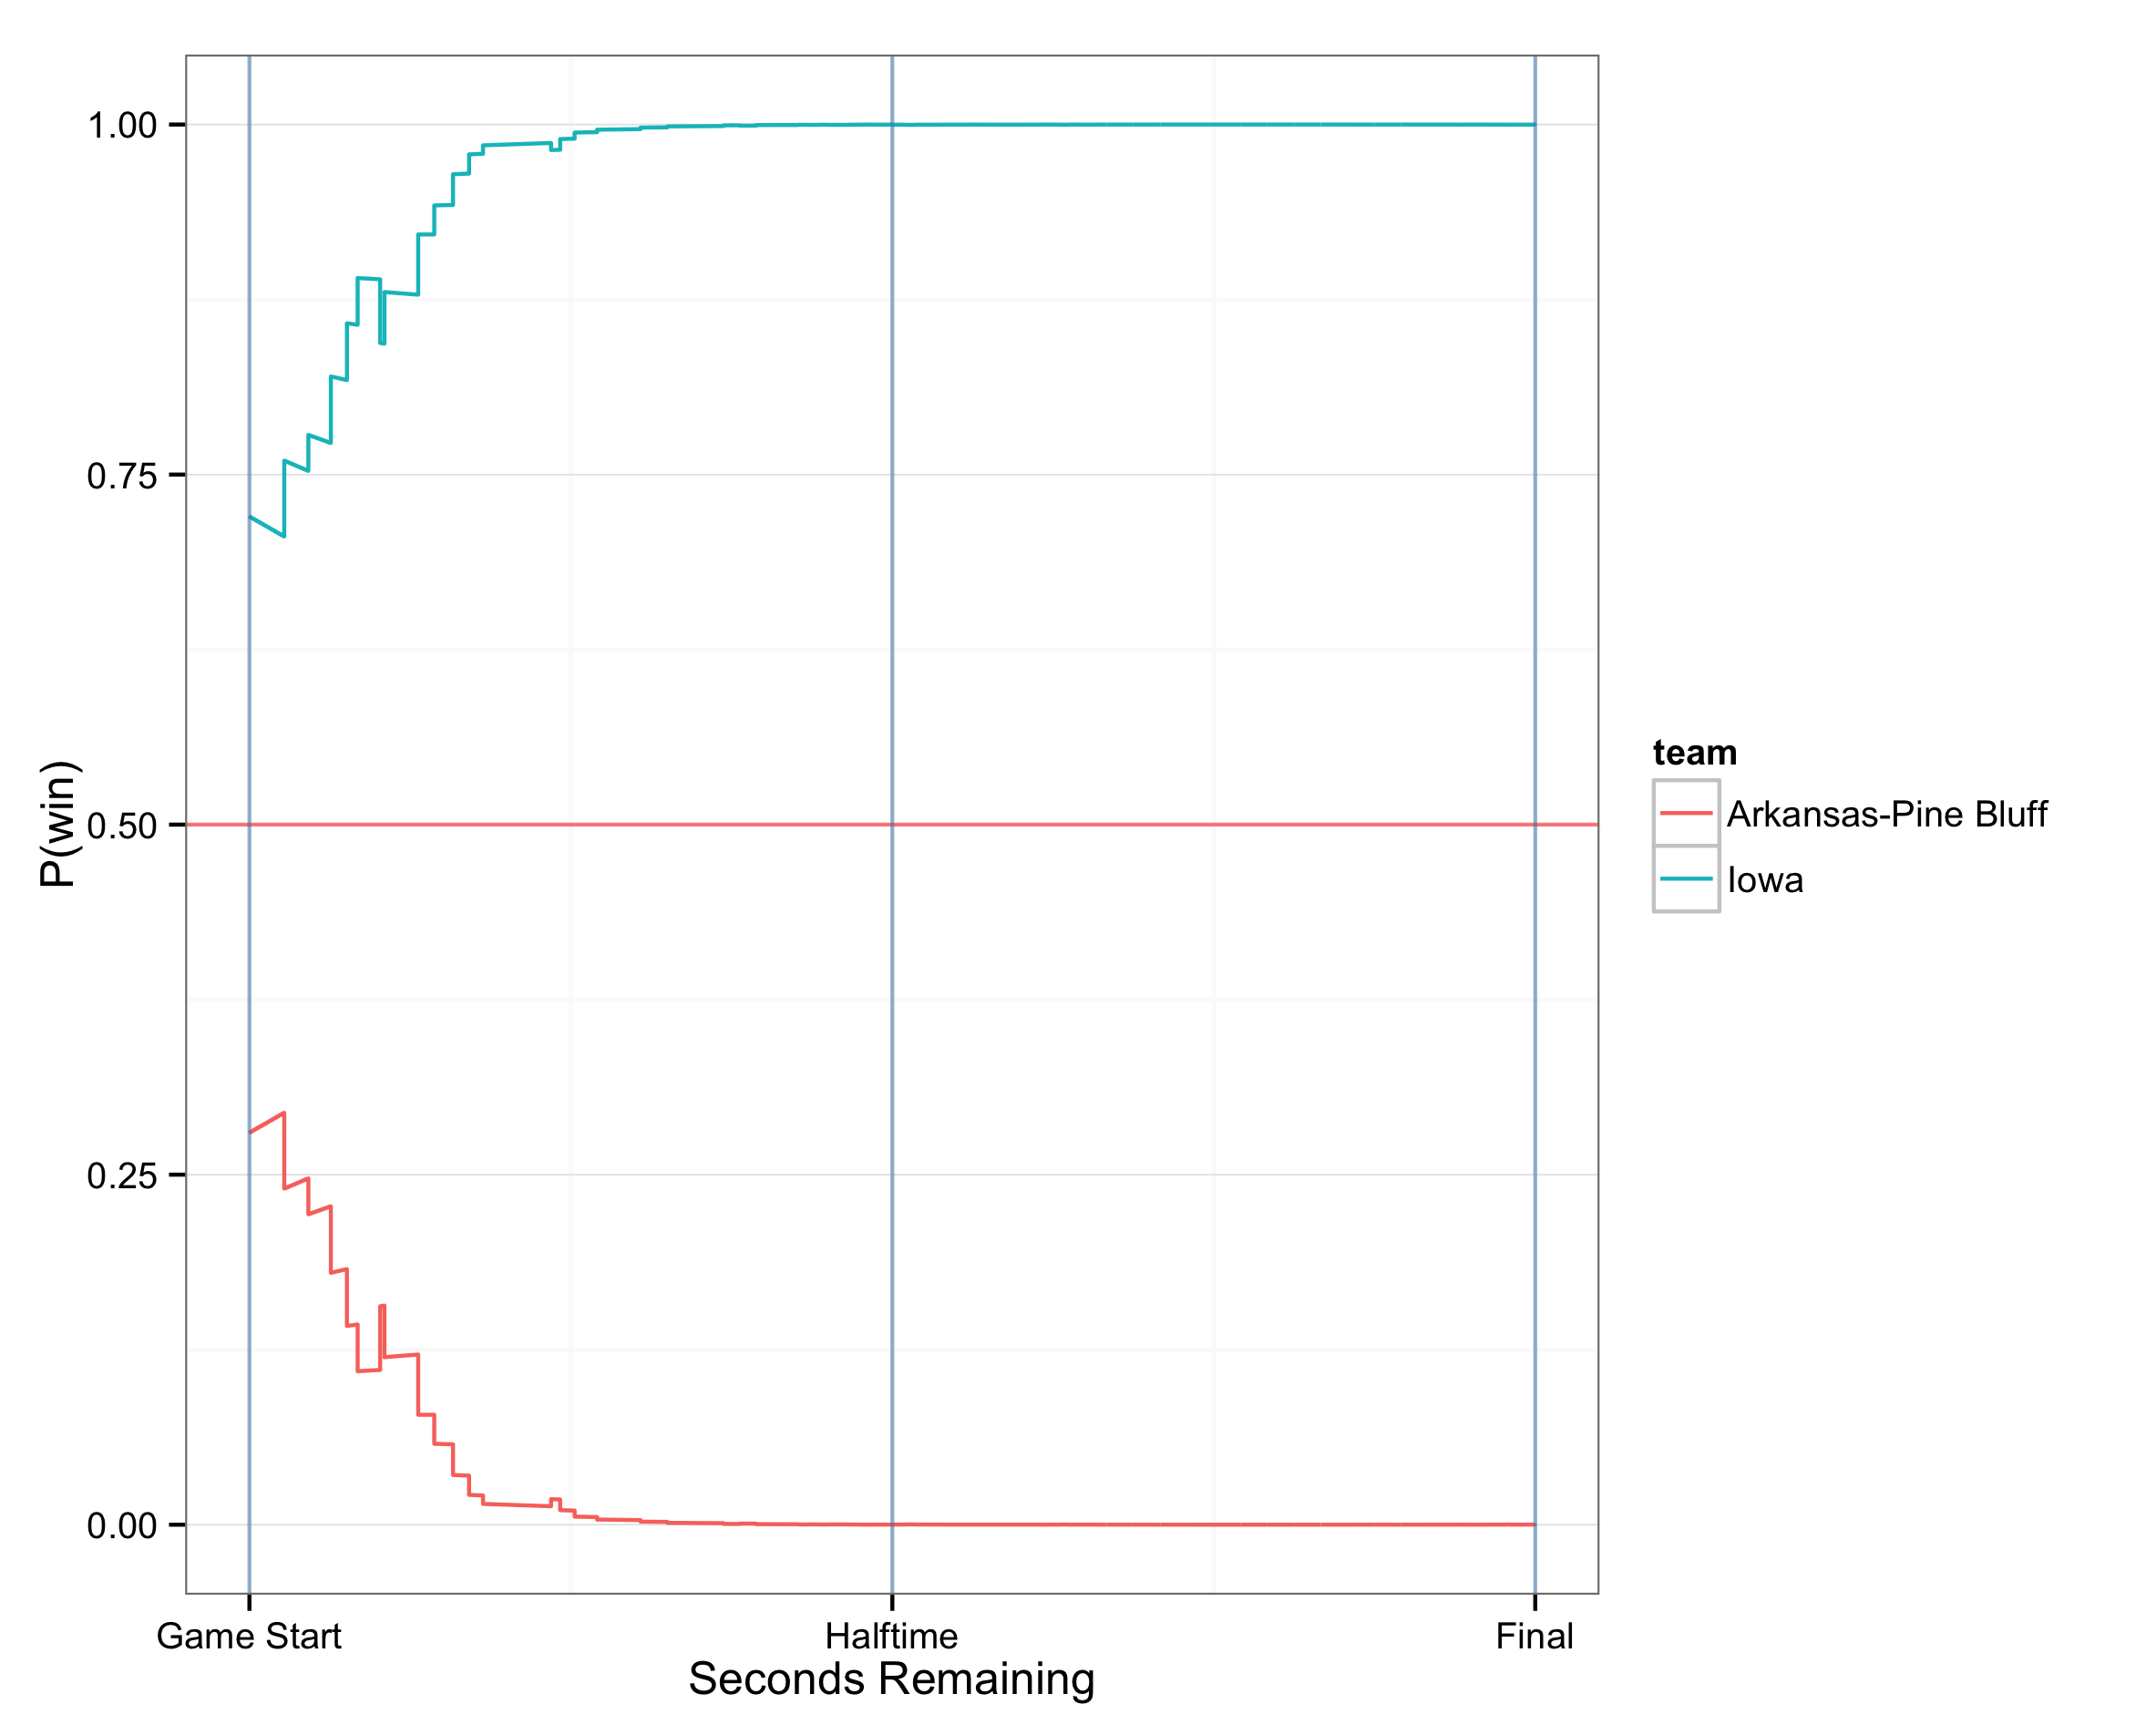 1.00
0.75
0.50
0.25
0.00
P(win)
Game Start
Halftime
Final
Seconds Remaining
team
Arkansas-Pine Bluff
Iowa